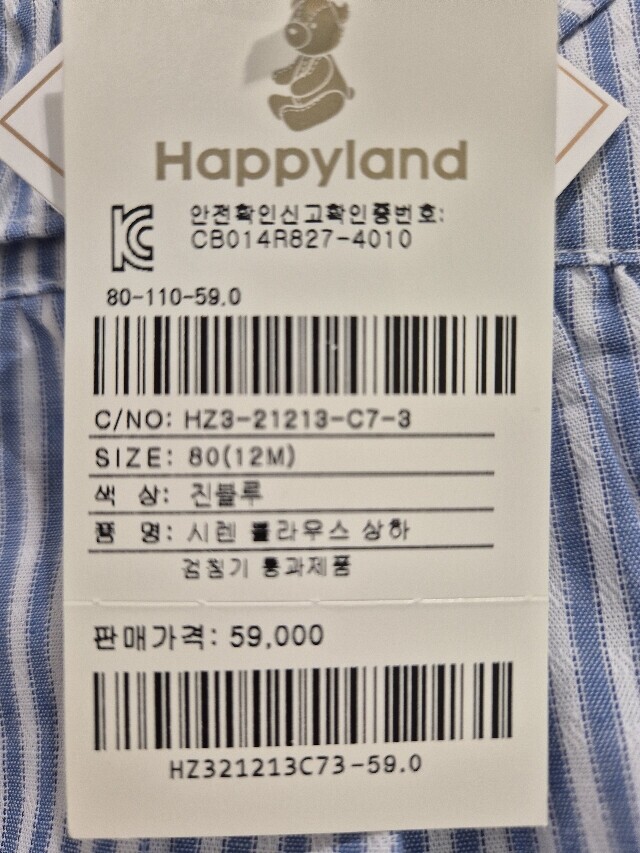 Happyland
안전확인신고확인증번호:
CB014R827-4010
80-110-59.0
C/NO: HZ3-21213-C7-3
SIZE: 80(12M)
색 상: 진블루
품 명: 시렌 블라우스 상하
검침기 통과제품
판매가격: 59,000
HZ321213C73-59.0